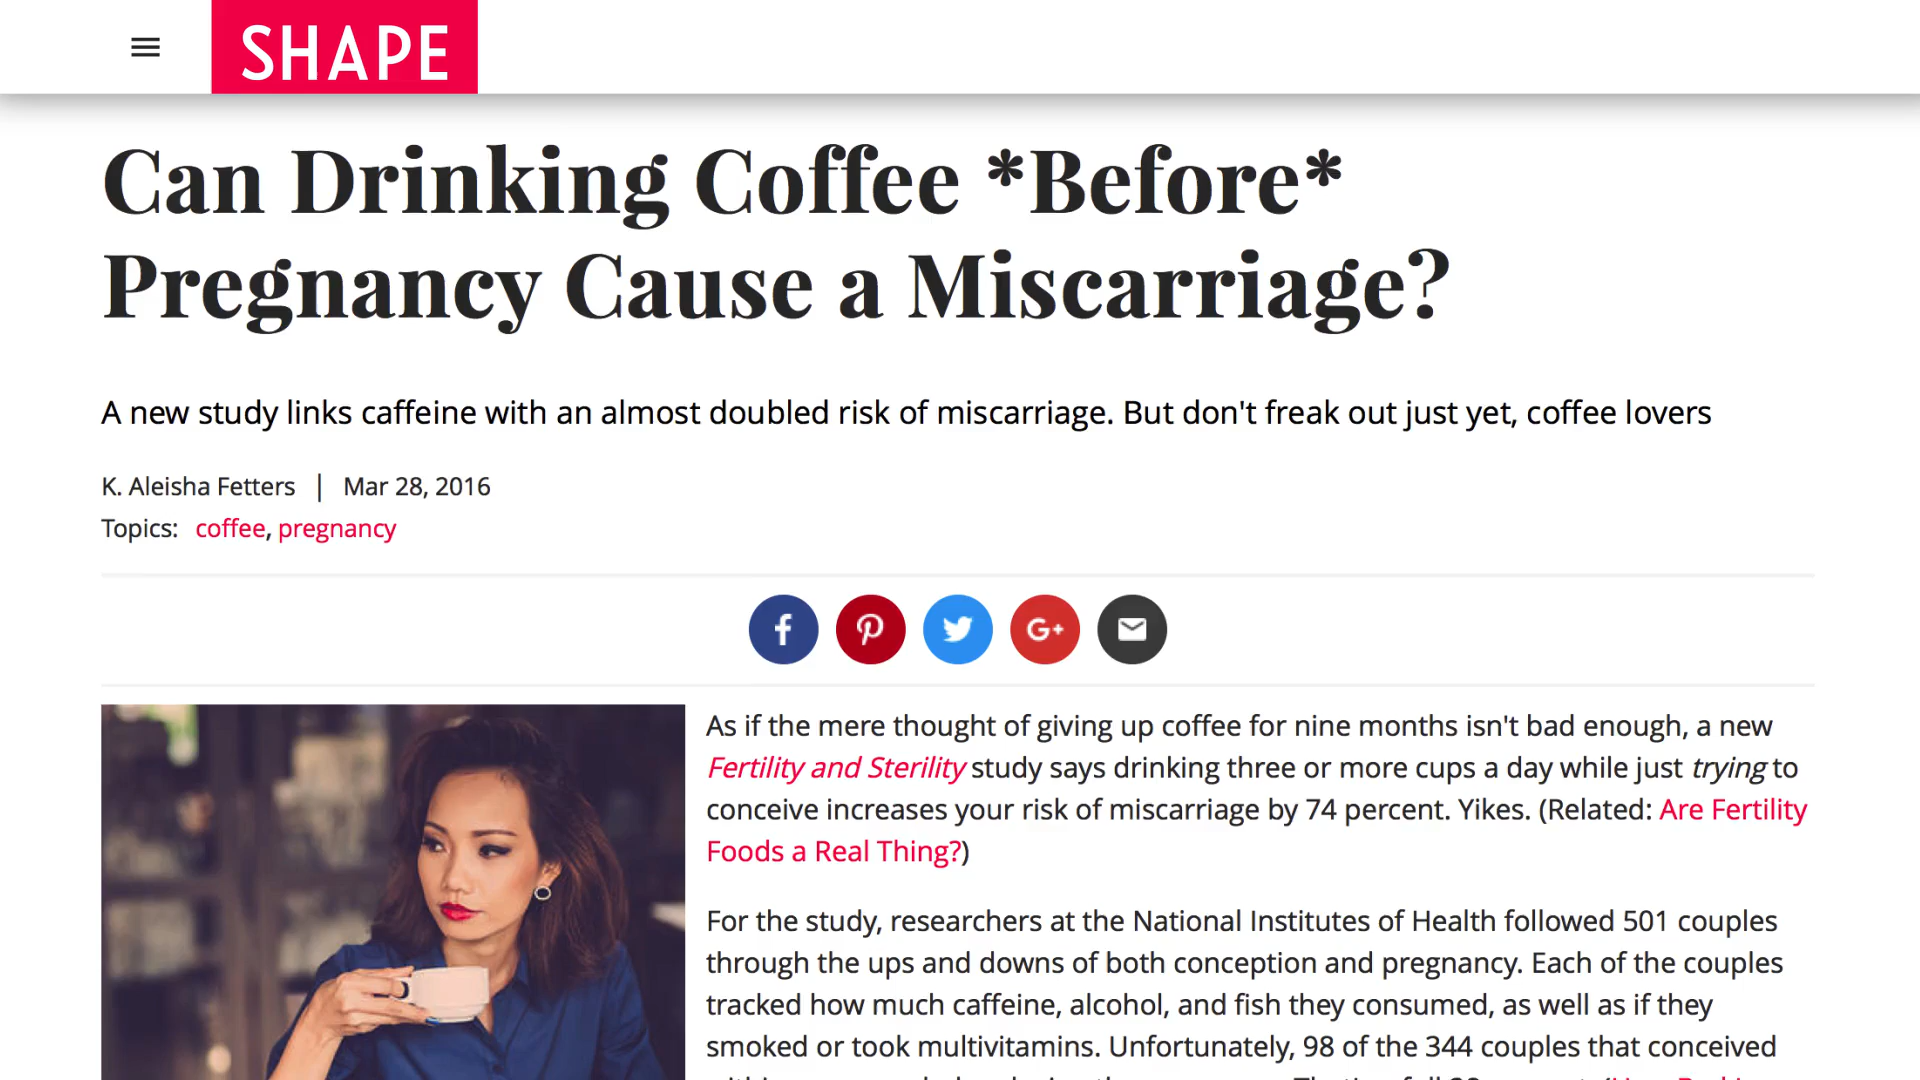 SHAPE
Can Drinking Coffee *Before*
Pregnancy Cause a Miscarriage?
A new study links caffeine with an almost doubled risk of miscarriage. But don't freak out just yet, coffee lovers
K. Aleisha Fetters | Mar 28, 2016
Topics: coffee, pregnancy
As if the mere thought of giving up coffee for nine months isn't bad enough, a new
Fertility and Sterility study says drinking three or more cups a day while just trying to
conceive increases your risk of miscarriage by 74 percent. Yikes. (Related: Are Fertility
Foods a Real Thing?)
For the study, researchers at the National Institutes of Health followed 501 couples
through the ups and downs of both conception and pregnancy. Each of the couples
tracked how much caffeine, alcohol, and fish they consumed, as well as if they
smoked or took multivitamins. Unfortunately, 98 of the 344 couples that conceived